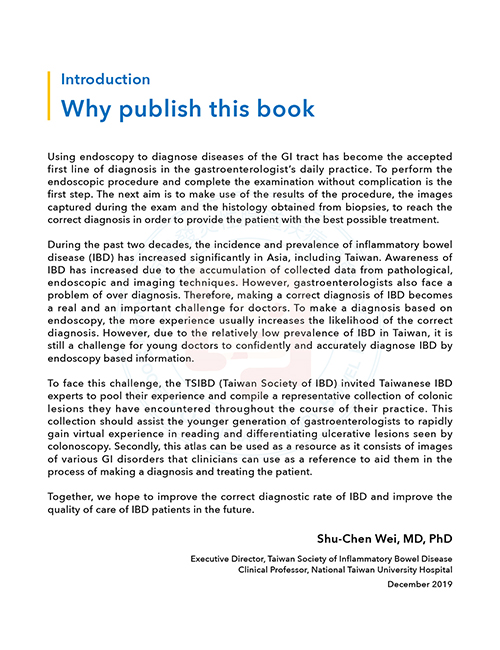 Introduction
Why publish this book
Using endoscopy to diagnose diseases of the GI tract has become the accepted
first line of diagnosis in the gastroenterologist's daily practice. To perform the
endoscopic procedure and complete the examination without complication is the
first step. The next aim is to make use of the results of the procedure, the images
captured during the exam and the histology obtained from biopsies, to reach the
correct diagnosis in order to provide the patient with the best possible treatment.
During the past two decades, the incidence and prevalence of inflammatory bowel
disease (IBD) has increased significantly in Asia, including Taiwan. Awareness of
IBD has increased due to the accumulation of collected data from pathological,
endoscopic and imaging techniques. However, gastroenterologists also face a
problem of over diagnosis. Therefore, making a correct diagnosis of IBD becomes
a real and an important challenge for doctors. To make a diagnosis based on
endoscopy, the more experience usually increases the likelihood of the correct
diagnosis. However, due to the relatively low prevalence of IBD in Taiwan, it is
still a challenge for young doctors to confidently and accurately diagnose IBD by
endoscopy based information.
To face this challenge, the TSIBD (Taiwan Society of IBD) invited Taiwanese IBD
experts to pool their experience and compile a representative collection of colonic
lesions they have encountered throughout the course of their practice. This
collection should assist the younger generation of gastroenterologists to rapidly
gain virtual experience in reading and differentiating ulcerative lesions seen by
colonoscopy. Secondly, this atlas can be used as a resource as it consists of images
of various GI disorders that clinicians can use as a reference to aid them in the
process of making a diagnosis and treating the patient.
Together, we hope to improve the correct diagnostic rate of IBD and improve the
quality of care of IBD patients in the future.
Shu-Chen Wei, MD, PhD
Executive Director, Taiwan Society of Inflammatory Bowel Disease
Clinical Professor, National Taiwan University Hospital
December 2019